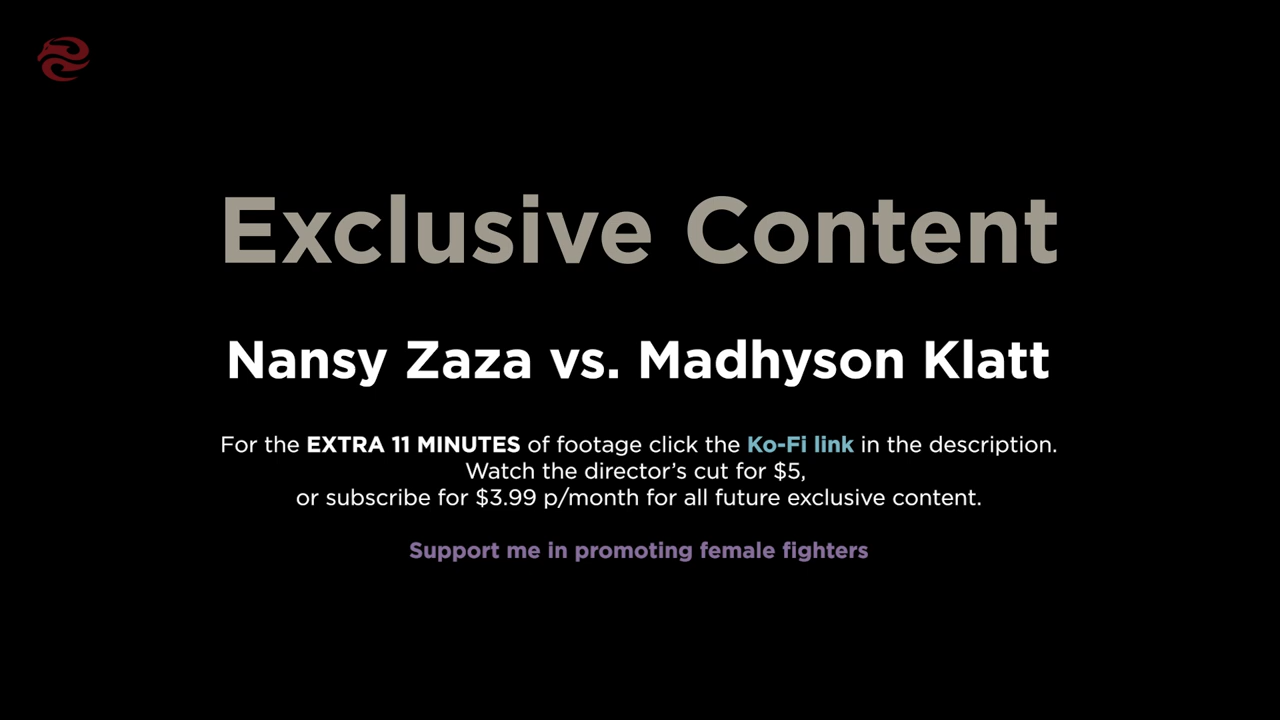 Exclusive Content
Nansy Zaza vs. Madhyson Klatt
For the EXTRA 11 MINUTES of footage click the Ko-Fi link in the description.
Watch the director's cut for $5,
or subscribe for $3.99 p/month for all future exclusive content.
Support me in promoting female fighters